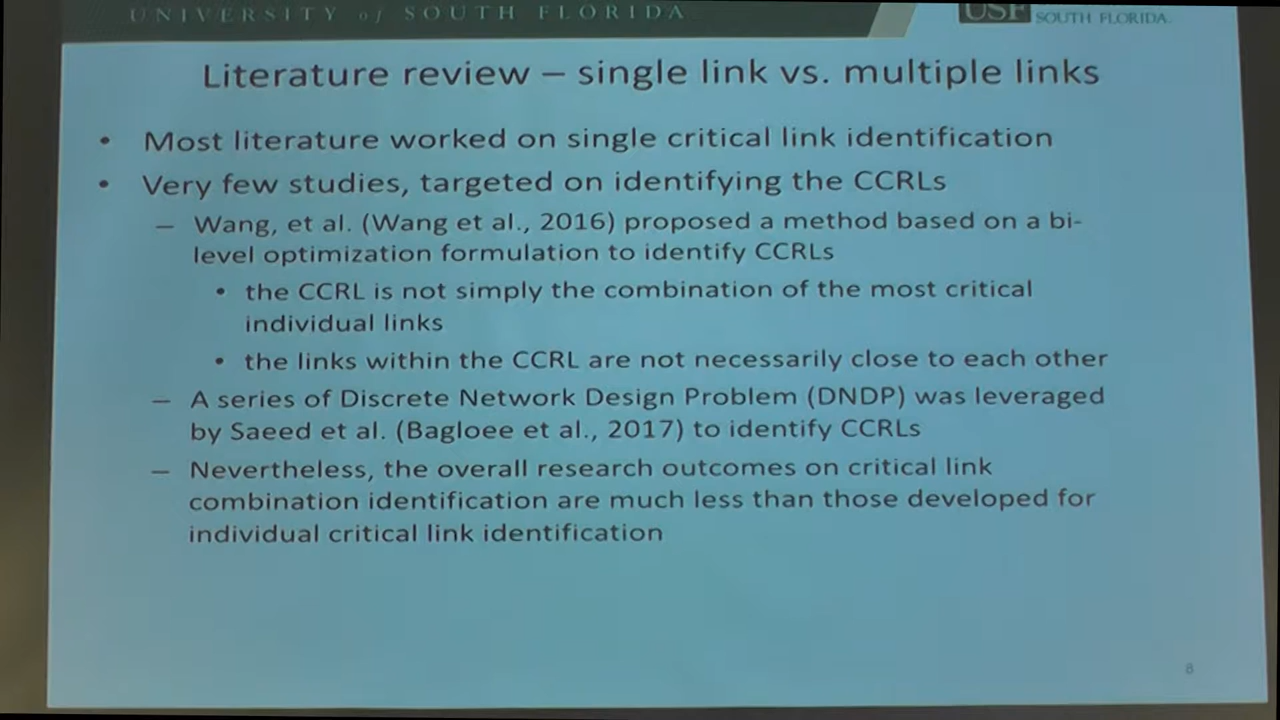 UNIVERSITY of SOUTH FLORIDA
USF SOUTH FLORIDA
Literature review – single link vs. multiple links
• Most literature worked on single critical link identification
• Very few studies, targeted on identifying the CCRLs
– Wang, et al. (Wang et al., 2016) proposed a method based on a bi-
level optimization formulation to identify CCRLs
• the CCRL is not simply the combination of the most critical
individual links
• the links within the CCRL are not necessarily close to each other
– A series of Discrete Network Design Problem (DNDP) was leveraged
by Saeed et al. (Bagloee et al., 2017) to identify CCRLs
– Nevertheless, the overall research outcomes on critical link
combination identification are much less than those developed for
individual critical link identification
8